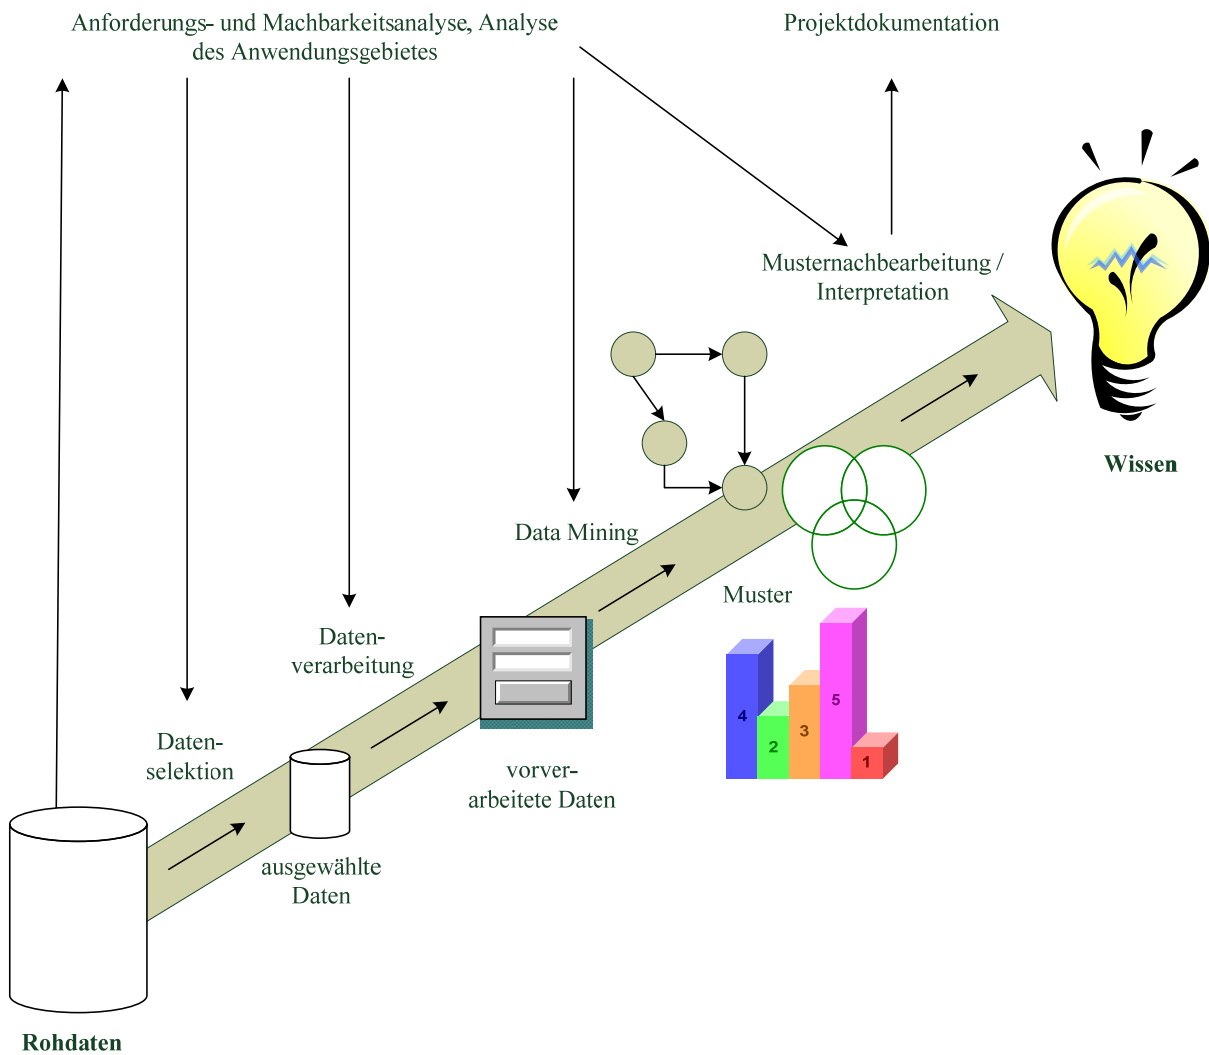 Anforderungs- und Machbarkeitsanalyse, Analyse
des Anwendungsgebietes
Projektdokumentation
Musternachbearbeitung /
Interpretation
Wissen
Data Mining
Muster
Daten-
verarbeitung
4
2
3
5
1
Daten-
selektion
vorver-
arbeitete Daten
ausgewählte
Daten
Rohdaten